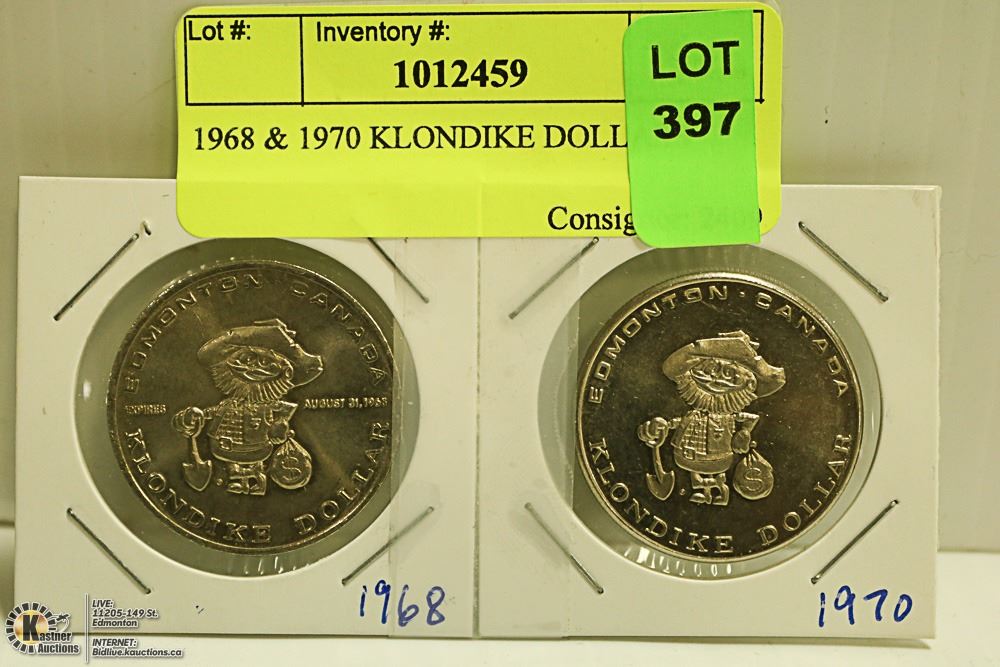 Lot #:
Inventory #:
1012459
LOT
397
1968 & 1970 KLONDIKE DOLL
Consig
EDMONTON · CANADA
EXPIRES
AUGUST 31, 1968
$
KLONDIKE DOLLAR
EDMONTON · CANADA
$
KLONDIKE DOLLAR
1968
1970
K
Kastner
Auctions
LIVE:
11205-149 St.
Edmonton
INTERNET:
Bidlive.kauctions.ca